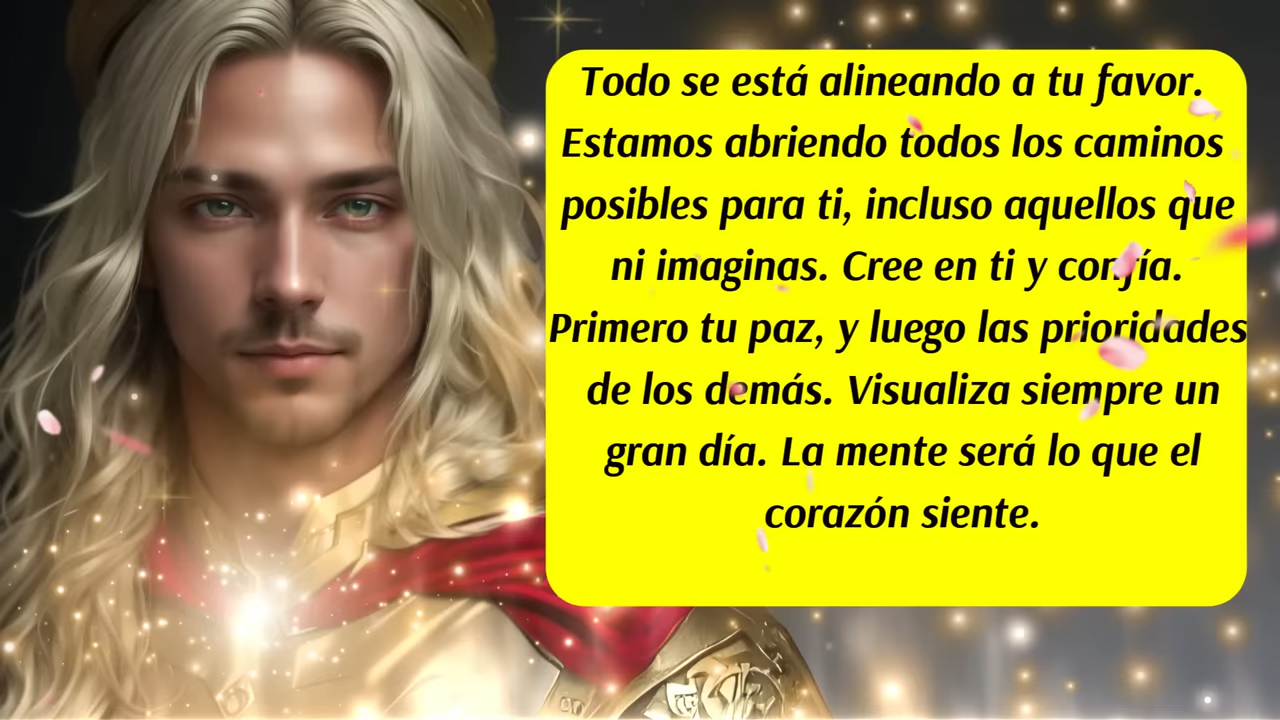 Todo se está alineando a tu favor.
Estamos abriendo todos los caminos
posibles para ti, incluso aquellos que
ni imaginas. Cree en ti y confía.
Primero tu paz, y luego las prioridades
de los demás. Visualiza siempre un
gran día. La mente será lo que el
corazón siente.